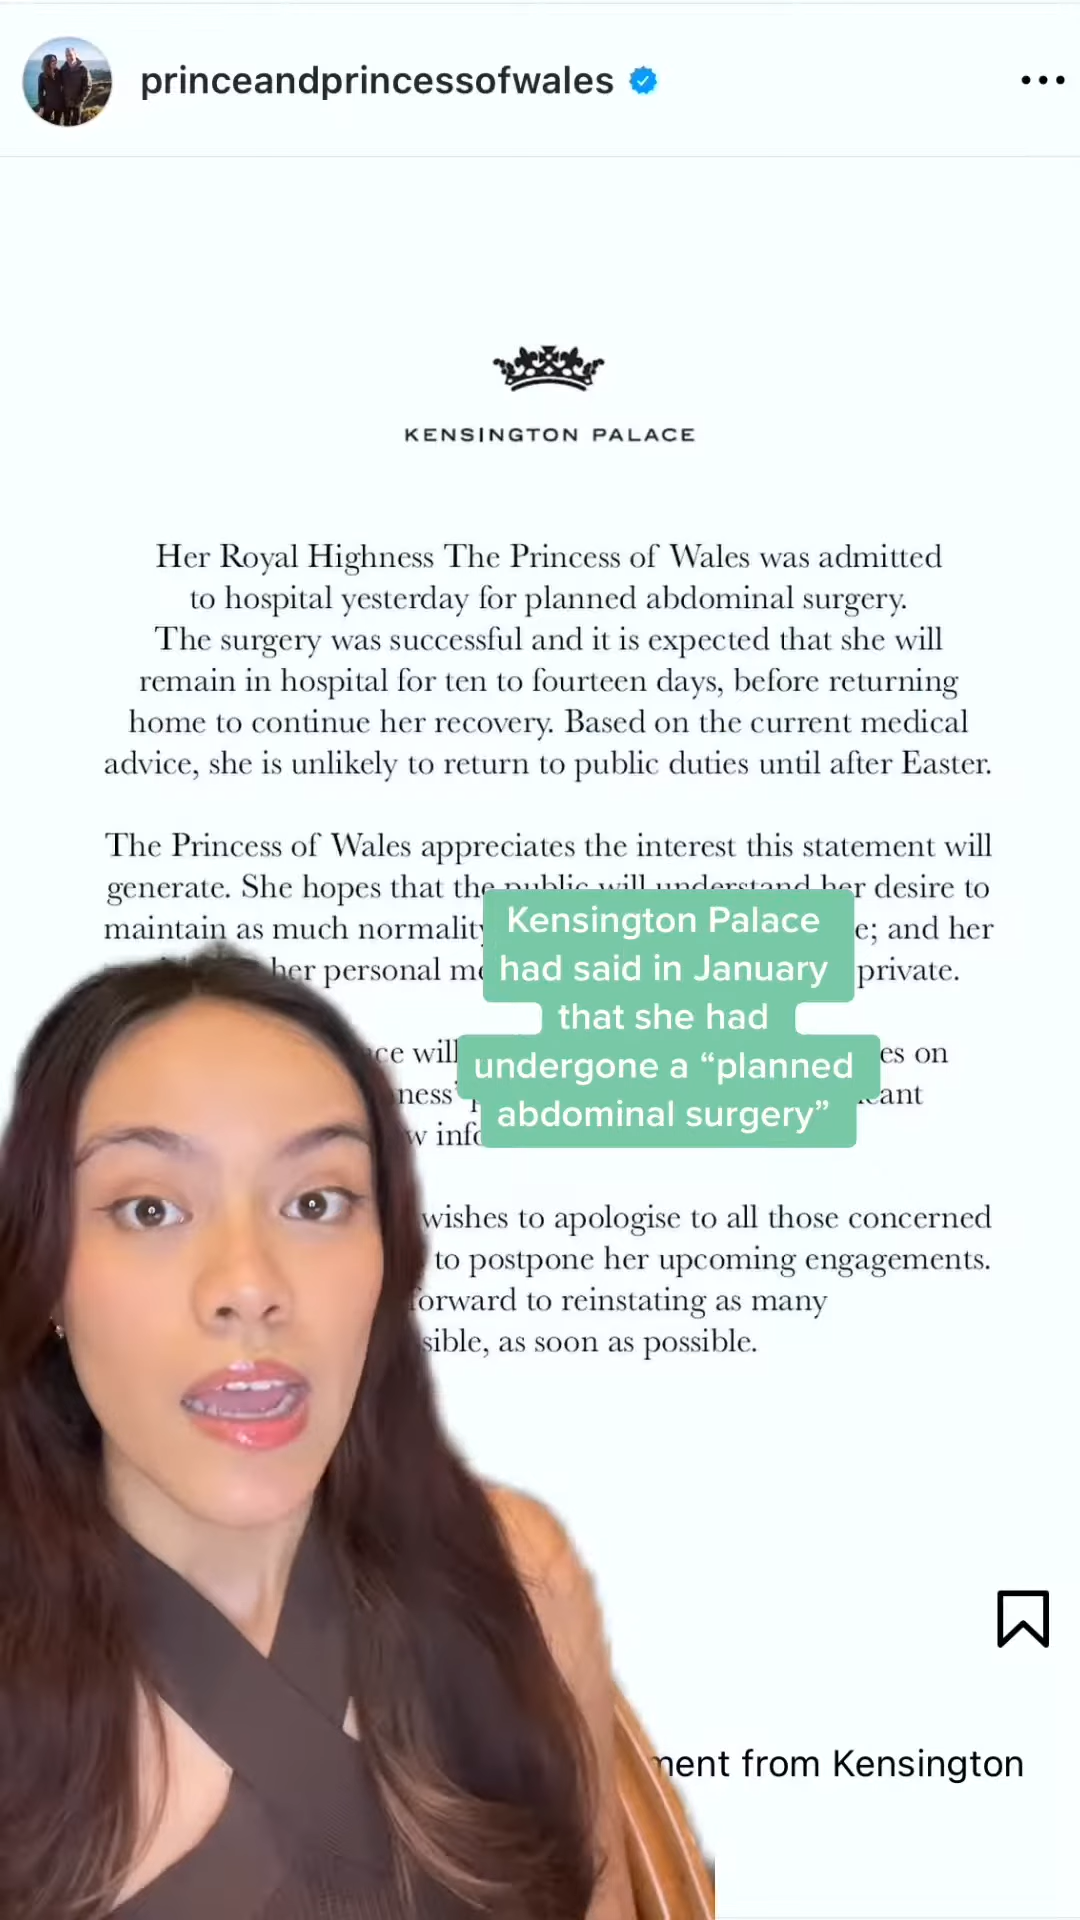 princeandprincessofwales
KENSINGTON PALACE
Her Royal Highness The Princess of Wales was admitted
to hospital yesterday for planned abdominal surgery.
The surgery was successful and it is expected that she will
remain in hospital for ten to fourteen days, before returning
home to continue her recovery. Based on the current medical
advice, she is unlikely to return to public duties until after Easter.
The Princess of Wales appreciates the interest this statement will
generate. She hopes that the public will understand her desire to
maintain as much normality e; and her
her personal private.
will es on
Kensington Palace
had said in January
that she had
undergone a “planned
abdominal surgery”
wishes to apologise to all those concerned
to postpone her upcoming engagements.
forward to reinstating as many
sible, as soon as possible.
ment from Kensington